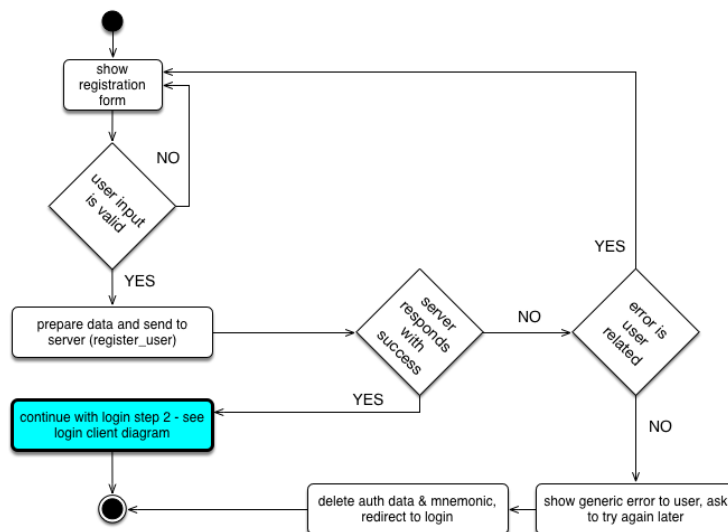 show
registration
form
NO
user input
is valid
YES
prepare data and send to
server (register_user)
server
responds
with
success
NO
YES
error is
user
related
YES
NO
continue with login step 2 - see
login client diagram
delete auth data & mnemonic,
redirect to login
show generic error to user, ask
to try again later